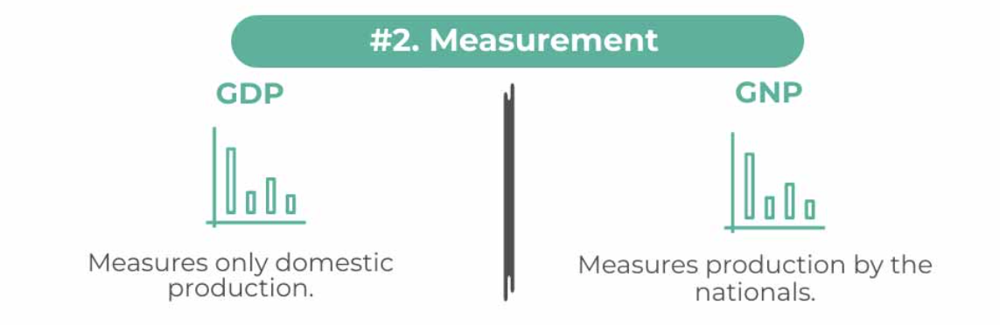 #2. Measurement
GDP
Measures only domestic
production.
GNP
Measures production by the
nationals.